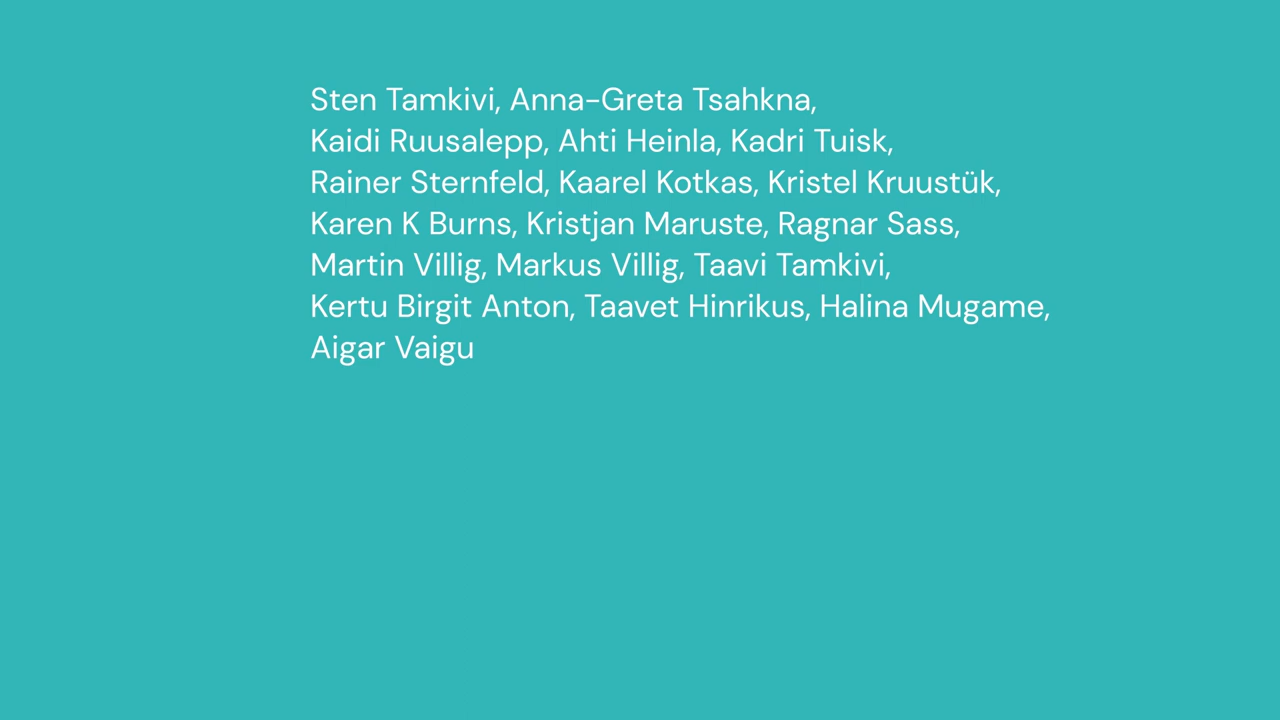 Sten Tamkivi, Anna-Greta Tsahkna,
Kaidi Ruusalepp, Ahti Heinla, Kadri Tuisk,
Rainer Sternfeld, Kaarel Kotkas, Kristel Kruustük,
Karen K Burns, Kristjan Maruste, Ragnar Sass,
Martin Villig, Markus Villig, Taavi Tamkivi,
Kertu Birgit Anton, Taavet Hinrikus, Halina Mugame,
Aigar Vaigu